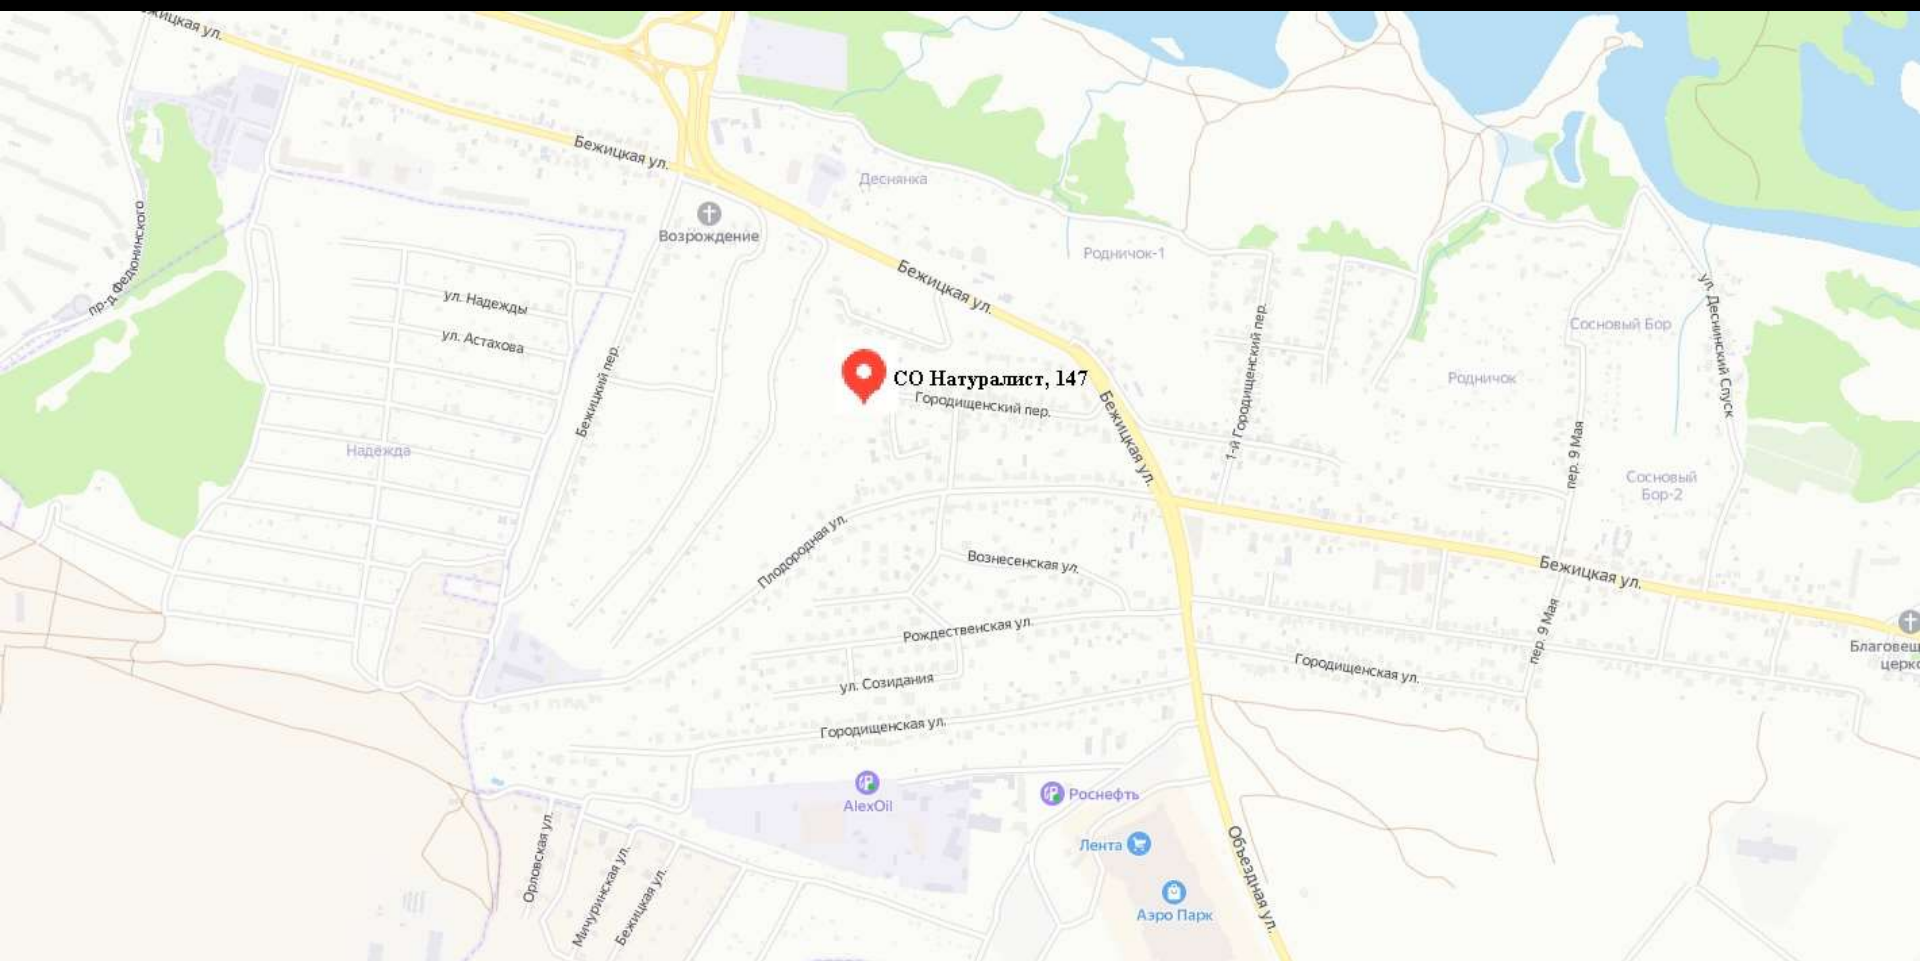 Бежицкая ул.
Бежицкая ул.
пр-д Федюнинского
Деснянка
Возрождение
Родничок-1
Бежицкая ул.
ул. Надежды
ул. Астахова
Бежицкий пер.
1-й Городищенский пер.
Сосновый Бор
ул. Деснинский Спуск
СО Натуралист, 147
Городищенский пер.
Родничок
Бежицкая ул.
Надежда
пер. 9 Мая
Сосновый
Бор-2
Плодородная ул.
Вознесенская ул.
Бежицкая ул.
Рождественская ул.
пер. 9 Мая
Благовещ
церко
Городищенская ул.
ул. Созидания
Городищенская ул.
AlexOil
Роснефть
Лента
Орловская ул.
Мичуринская ул.
Бежицкая ул.
Аэро Парк
Объездная ул.